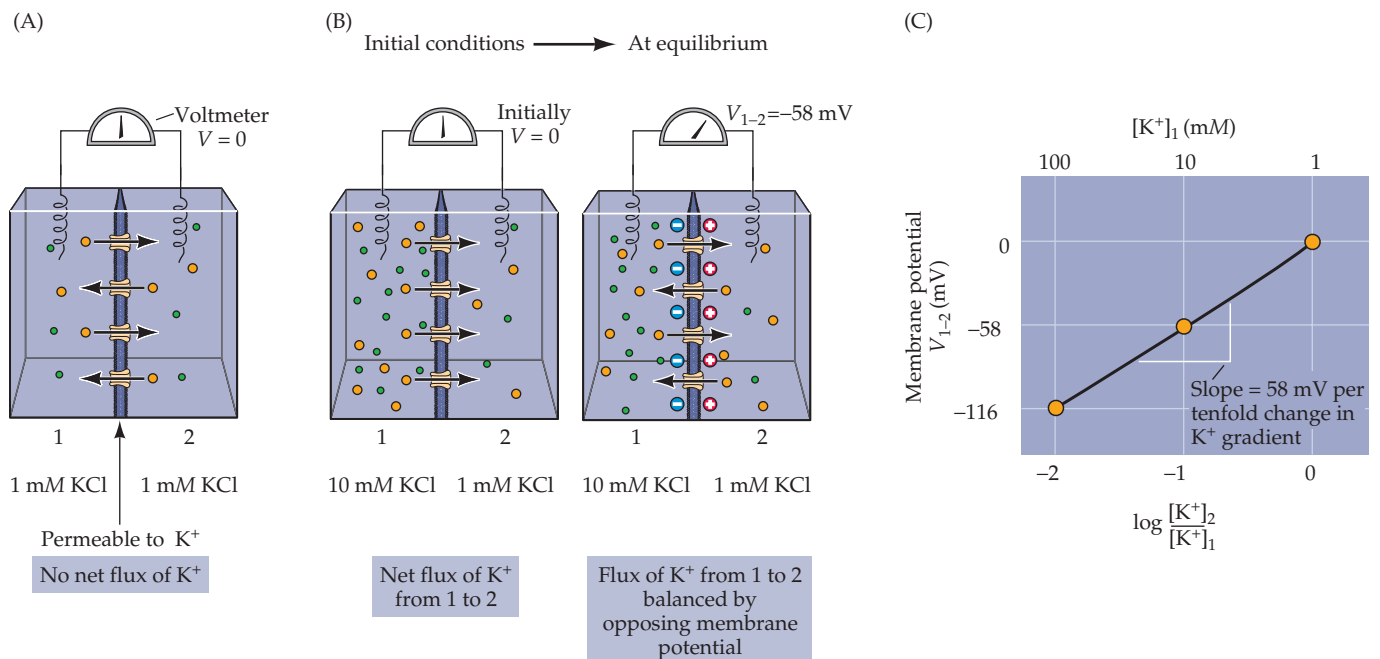 (A)
Voltmeter
V = 0
1
2
1 mM KCl
1 mM KCl
Permeable to K⁺
No net flux of K⁺
(B)
Initial conditions
At equilibrium
Initially
V = 0
1
2
10 mM KCl
1 mM KCl
Net flux of K⁺
from 1 to 2
V₁₋₂=−58 mV
− +
− +
− +
− +
− +
1
2
10 mM KCl
1 mM KCl
Flux of K⁺ from 1 to 2
balanced by
opposing membrane
potential
(C)
[K⁺]₁ (mM)
100 10 1
Membrane potential
V₁₋₂ (mV)
0
−58
−116
Slope = 58 mV per
tenfold change in
K⁺ gradient
−2 −1 0
log [K⁺]₂
[K⁺]₁